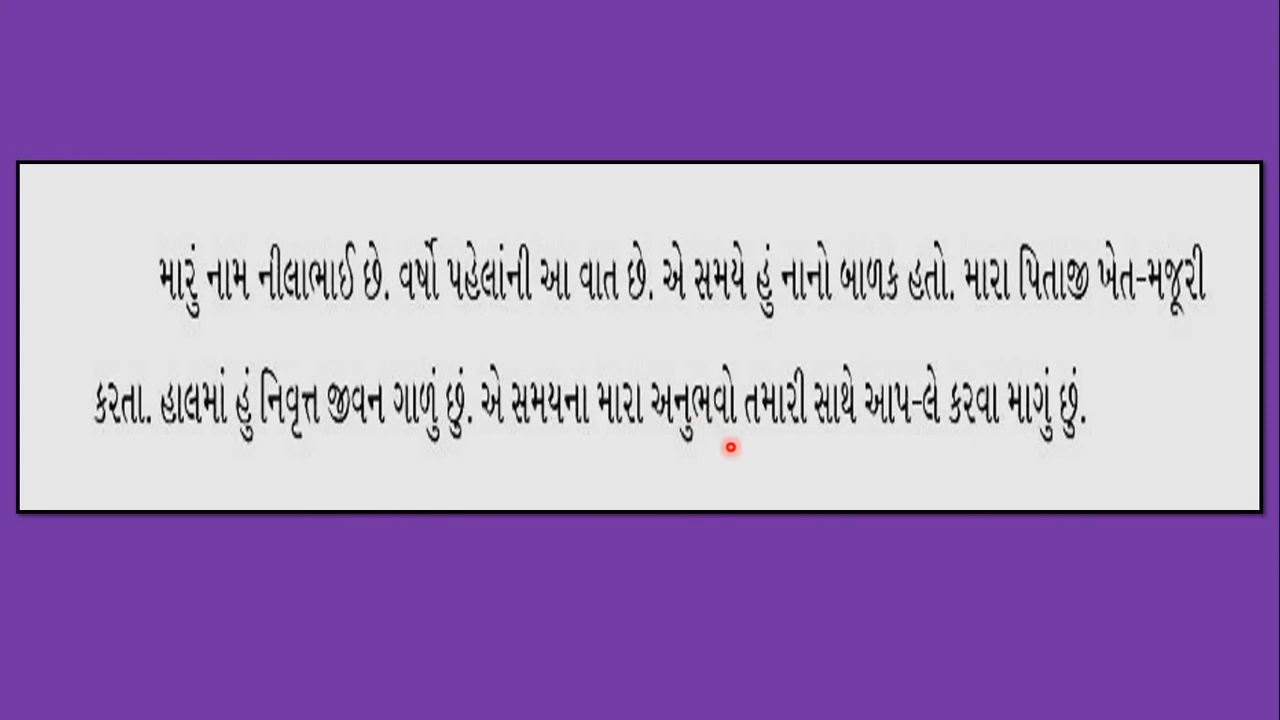 મારું નામ નીલાભાઈ છે. વર્ષો પહેલાંની આ વાત છે. એ સમયે હું નાનો બાળક હતો. મારા પિતાજી ખેત-મજૂરી
કરતા. હાલમાં હું નિવૃત્ત જીવન ગાળું છું. એ સમયના મારા અનુભવો તમારી સાથે આપ-લે કરવા માગું છું.